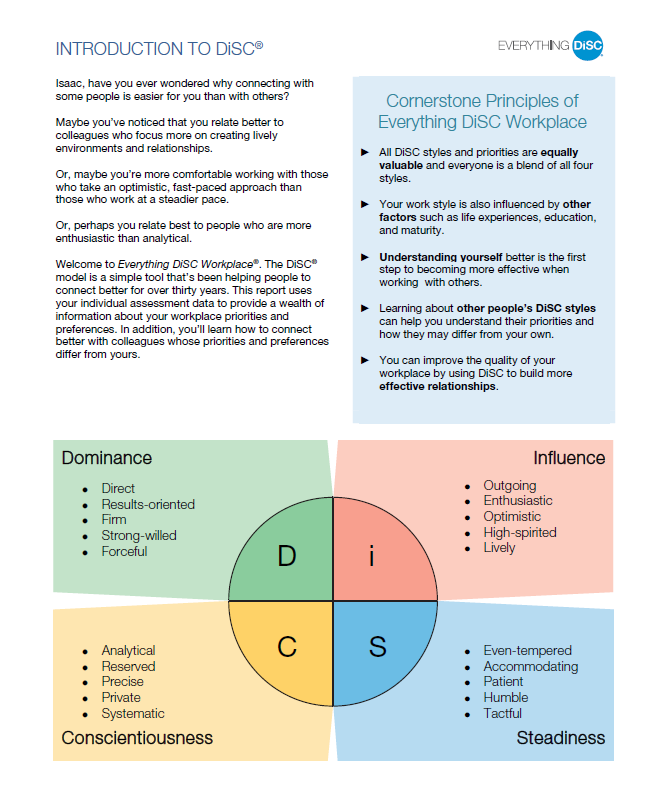 INTRODUCTION TO DiSC®
EVERYTHING DiSC®
Isaac, have you ever wondered why connecting with
some people is easier for you than with others?
Maybe you've noticed that you relate better to
colleagues who focus more on creating lively
environments and relationships.
Or, maybe you're more comfortable working with those
who take an optimistic, fast-paced approach than
those who work at a steadier pace.
Or, perhaps you relate best to people who are more
enthusiastic than analytical.
Welcome to Everything DiSC Workplace®. The DiSC®
model is a simple tool that's been helping people to
connect better for over thirty years. This report uses
your individual assessment data to provide a wealth of
information about your workplace priorities and
preferences. In addition, you'll learn how to connect
better with colleagues whose priorities and preferences
differ from yours.
Cornerstone Principles of
Everything DiSC Workplace
► All DiSC styles and priorities are equally
valuable and everyone is a blend of all four
styles.
► Your work style is also influenced by other
factors such as life experiences, education,
and maturity.
► Understanding yourself better is the first
step to becoming more effective when
working with others.
► Learning about other people's DiSC styles
can help you understand their priorities and
how they may differ from your own.
► You can improve the quality of your
workplace by using DiSC to build more
effective relationships.
Dominance
• Direct
• Results-oriented
• Firm
• Strong-willed
• Forceful
Influence
• Outgoing
• Enthusiastic
• Optimistic
• High-spirited
• Lively
D
i
C
S
• Analytical
• Reserved
• Precise
• Private
• Systematic
Conscientiousness
• Even-tempered
• Accommodating
• Patient
• Humble
• Tactful
Steadiness